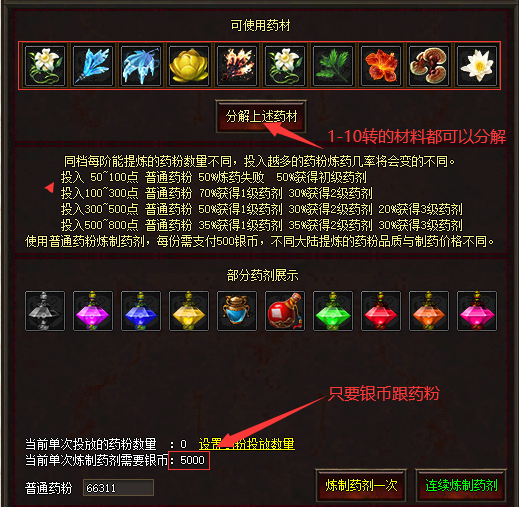 可使用药材
分解上述药材
1-10转的材料都可以分解
同档每阶能提炼的药粉数量不同，投入越多的药粉炼药几率将会变的不同。
投入 50~100点 普通药粉 50%炼药失败 50%获得初级药剂
投入100~300点 普通药粉 70%获得1级药剂 30%获得2级药剂
投入300~500点 普通药粉 50%获得1级药剂 30%获得2级药剂 20%获得3级药剂
投入500~800点 普通药粉 35%获得1级药剂 35%获得2级药剂 30%获得3级药剂
使用普通药粉炼制药剂，每份需支付500银币，不同大陆提炼的药粉品质与制药价格不同。
部分药剂展示
只要银币跟药粉
当前单次投放的药粉数量 ：0 设置药粉投放数量
当前单次炼制药剂需要银币：5000
普通药粉 66311
炼制药剂一次 连续炼制药剂